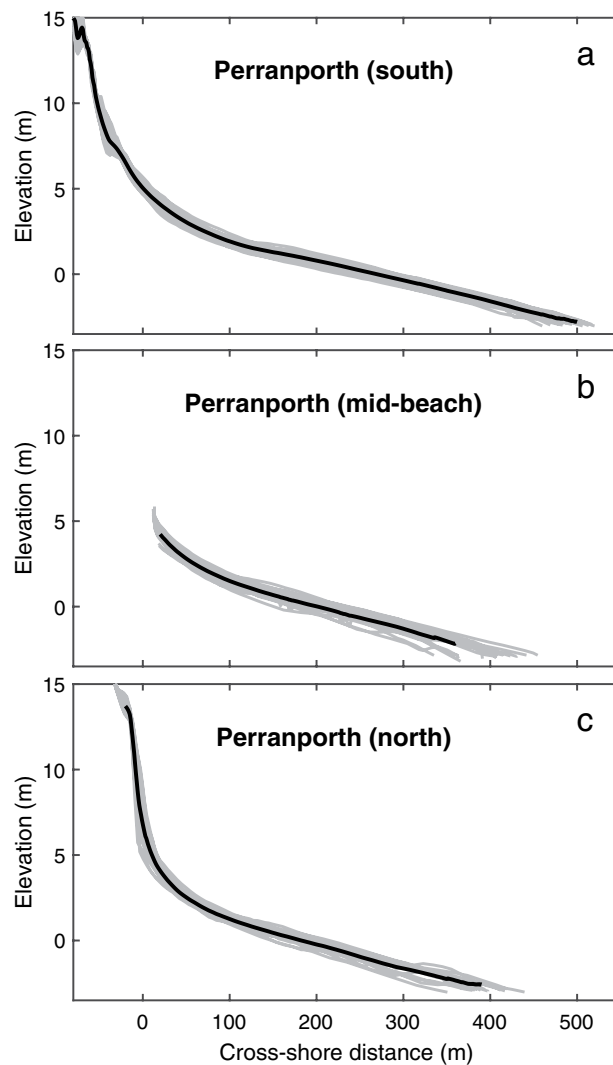 15
a
Perranporth (south)
10
5
0
Elevation (m)
15
b
Perranporth (mid-beach)
10
5
0
Elevation (m)
15
c
Perranporth (north)
10
5
0
Elevation (m)
0 100 200 300 400 500
Cross-shore distance (m)